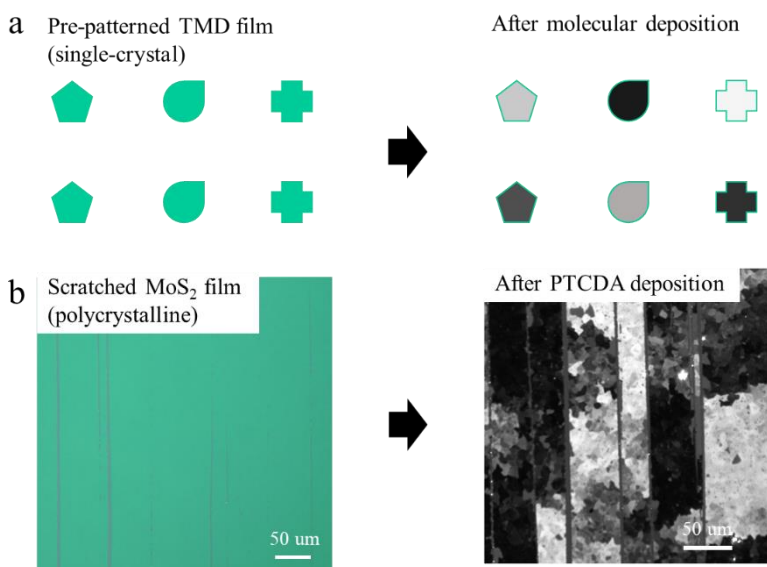 a
Pre-patterned TMD film
(single-crystal)
After molecular deposition
b
Scratched MoS₂ film
(polycrystalline)
After PTCDA deposition
50 um
50 um